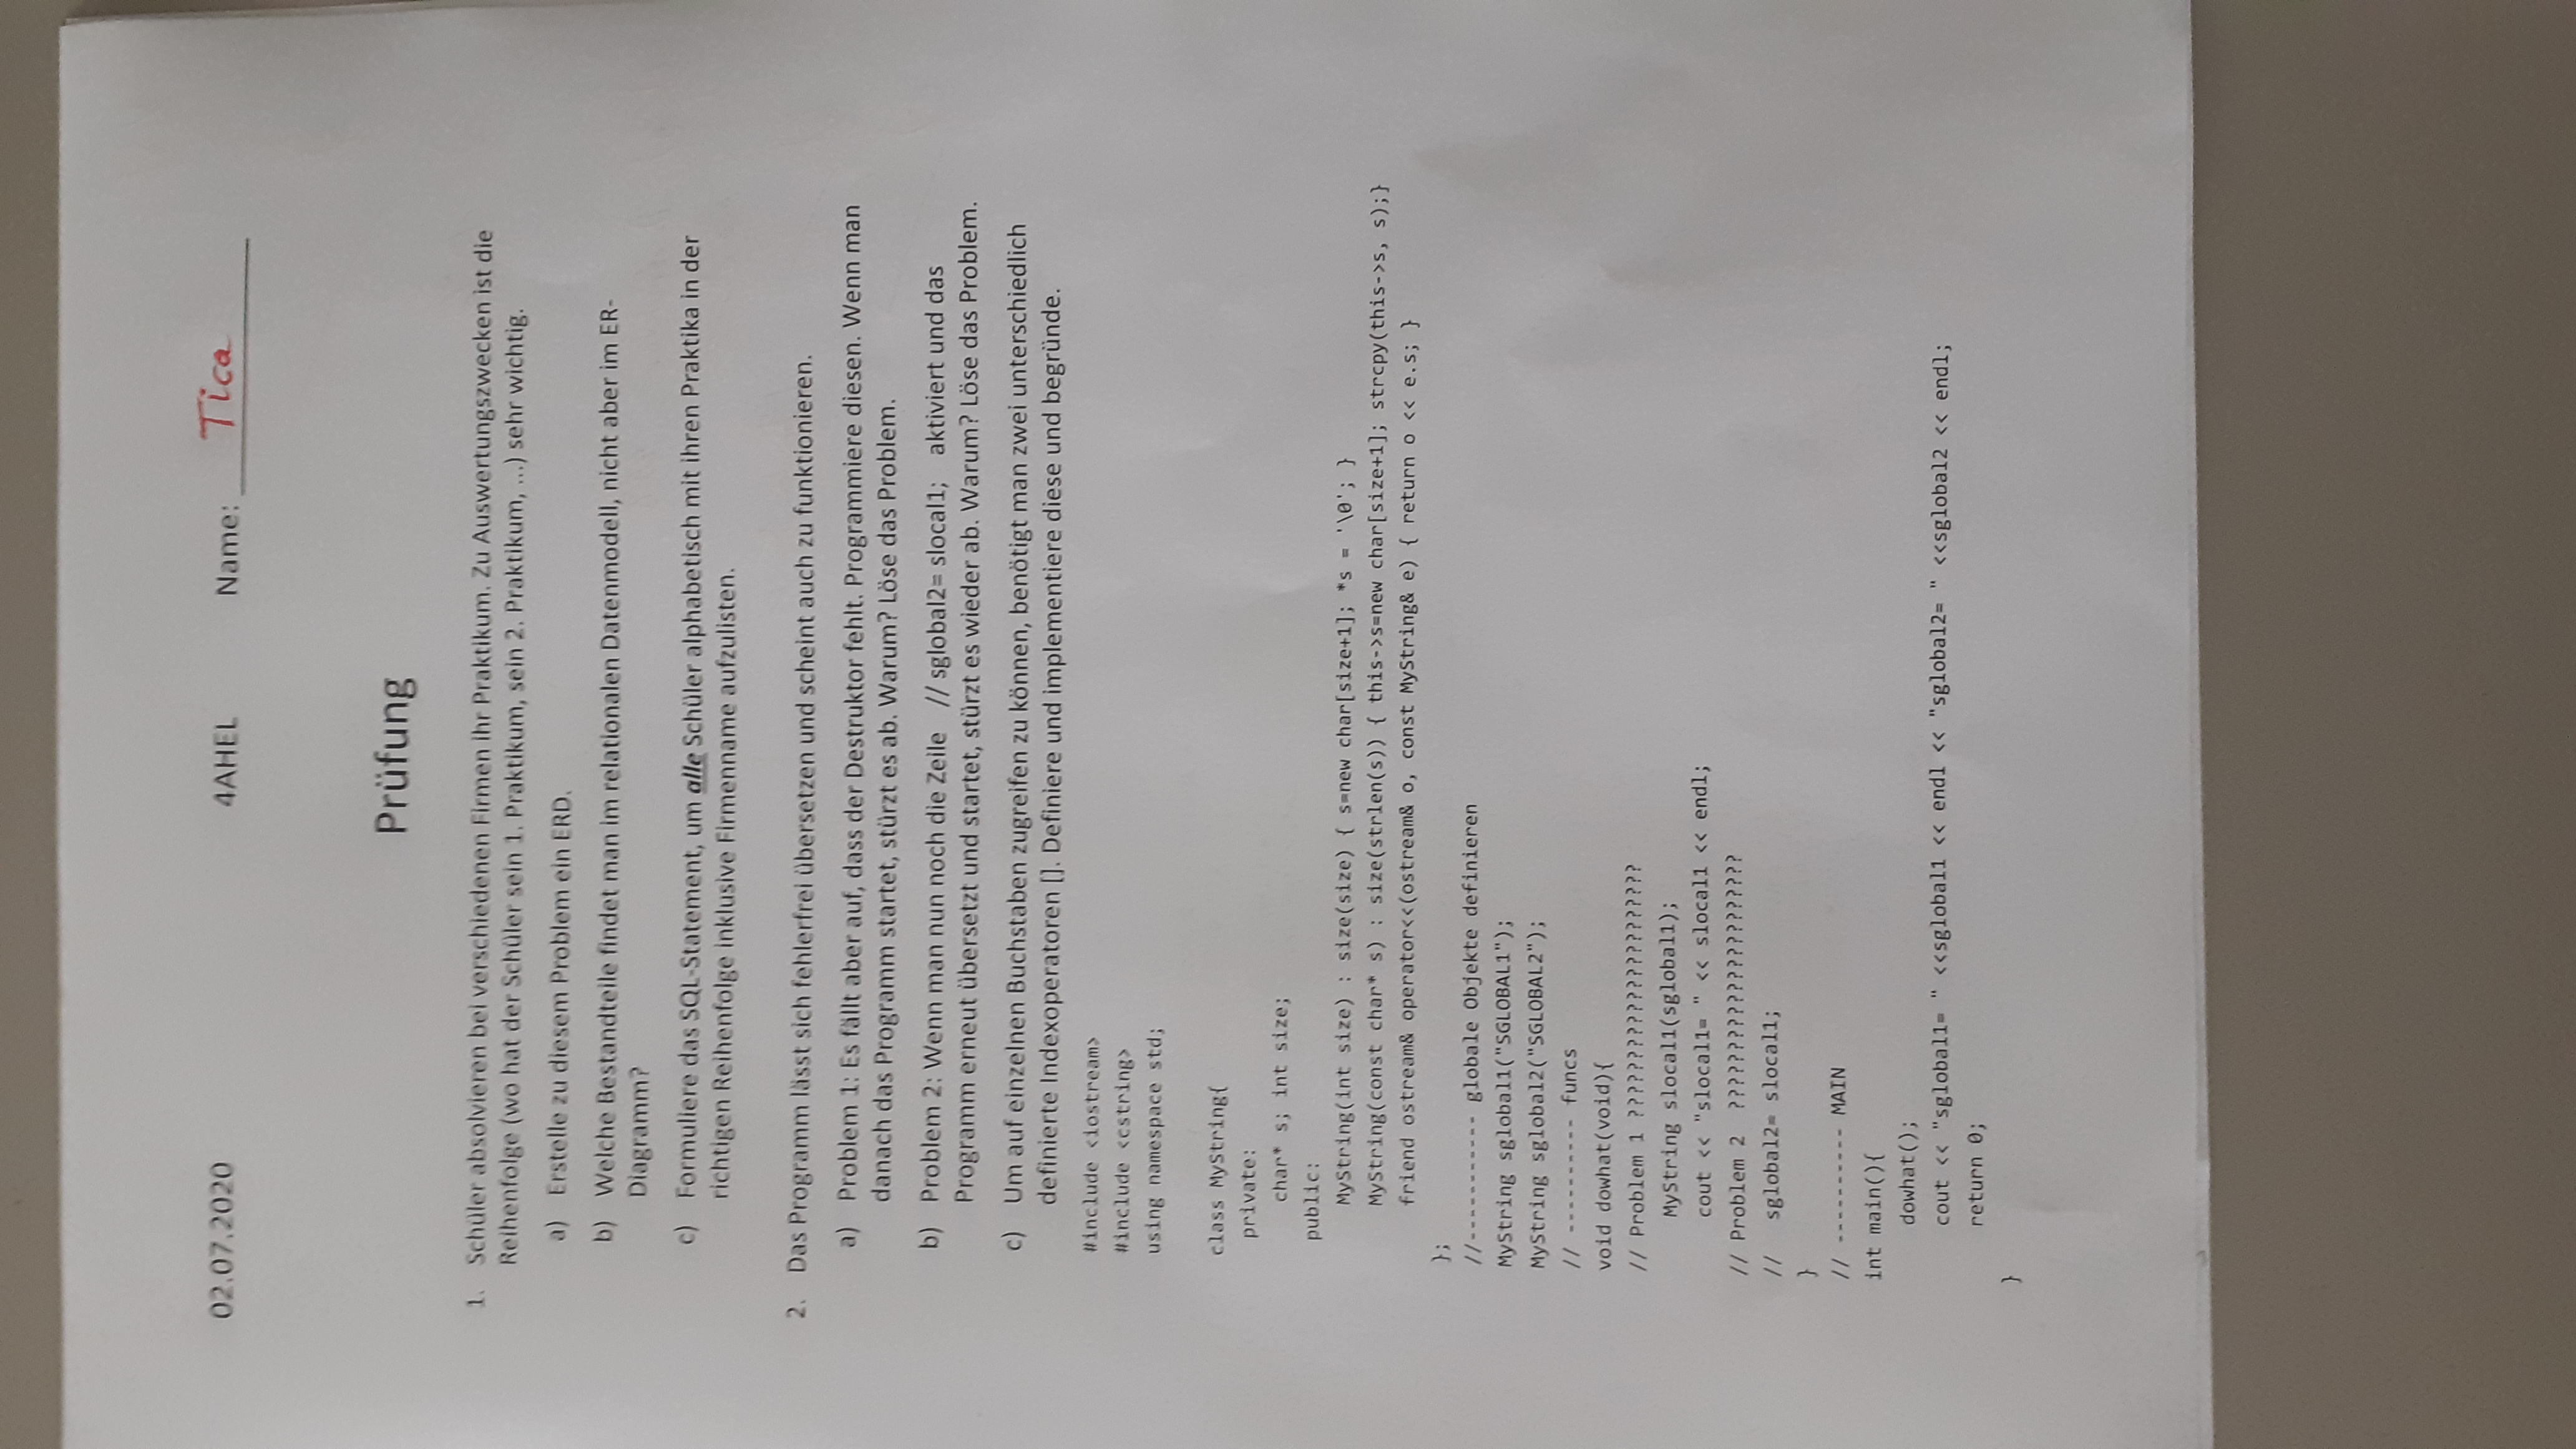 02.07.2020 4AHEL Name: Tica
Prüfung
1. Schüler absolvieren bei verschiedenen Firmen ihr Praktikum. Zu Auswertungszwecken ist die
Reihenfolge (wo hat der Schüler sein 1. Praktikum, sein 2. Praktikum, ...) sehr wichtig.
a) Erstelle zu diesem Problem ein ERD.
b) Welche Bestandteile findet man im relationalen Datenmodell, nicht aber im ER-
Diagramm?
c) Formuliere das SQL-Statement, um alle Schüler alphabetisch mit ihren Praktika in der
richtigen Reihenfolge inklusive Firmenname aufzulisten.
2. Das Programm lässt sich fehlerfrei übersetzen und scheint auch zu funktionieren.
a) Problem 1: Es fällt aber auf, dass der Destruktor fehlt. Programmiere diesen. Wenn man
danach das Programm startet, stürzt es ab. Warum? Löse das Problem.
b) Problem 2: Wenn man nun noch die Zeile // sglobal2= slocal1; aktiviert und das
Programm erneut übersetzt und startet, stürzt es wieder ab. Warum? Löse das Problem.
c) Um auf einzelnen Buchstaben zugreifen zu können, benötigt man zwei unterschiedlich
definierte Indexoperatoren []. Definiere und implementiere diese und begründe.
#include <iostream>
#include <cstring>
using namespace std;
class MyString{
private:
char* s; int size;
public:
MyString(int size) : size(size) { s=new char[size+1]; *s = '\0'; }
MyString(const char* s) : size(strlen(s)) { this->s=new char[size+1]; strcpy(this->s, s);}
friend ostream& operator<<(ostream& o, const MyString& e) { return o << e.s; }
};
//----------- globale Objekte definieren
MyString sglobal1("SGLOBAL1");
MyString sglobal2("SGLOBAL2");
// ---------- funcs
void dowhat(void){
// Problem 1 ??????????????????????
MyString slocal1(sglobal1);
cout << "slocal1= " << slocal1 << endl;
// Problem 2 ??????????????????????
// sglobal2= slocal1;
}
// ---------- MAIN
int main(){
dowhat();
cout << "sglobal1= " <<sglobal1 << endl << "sglobal2= " <<sglobal2 << endl;
return 0;
}